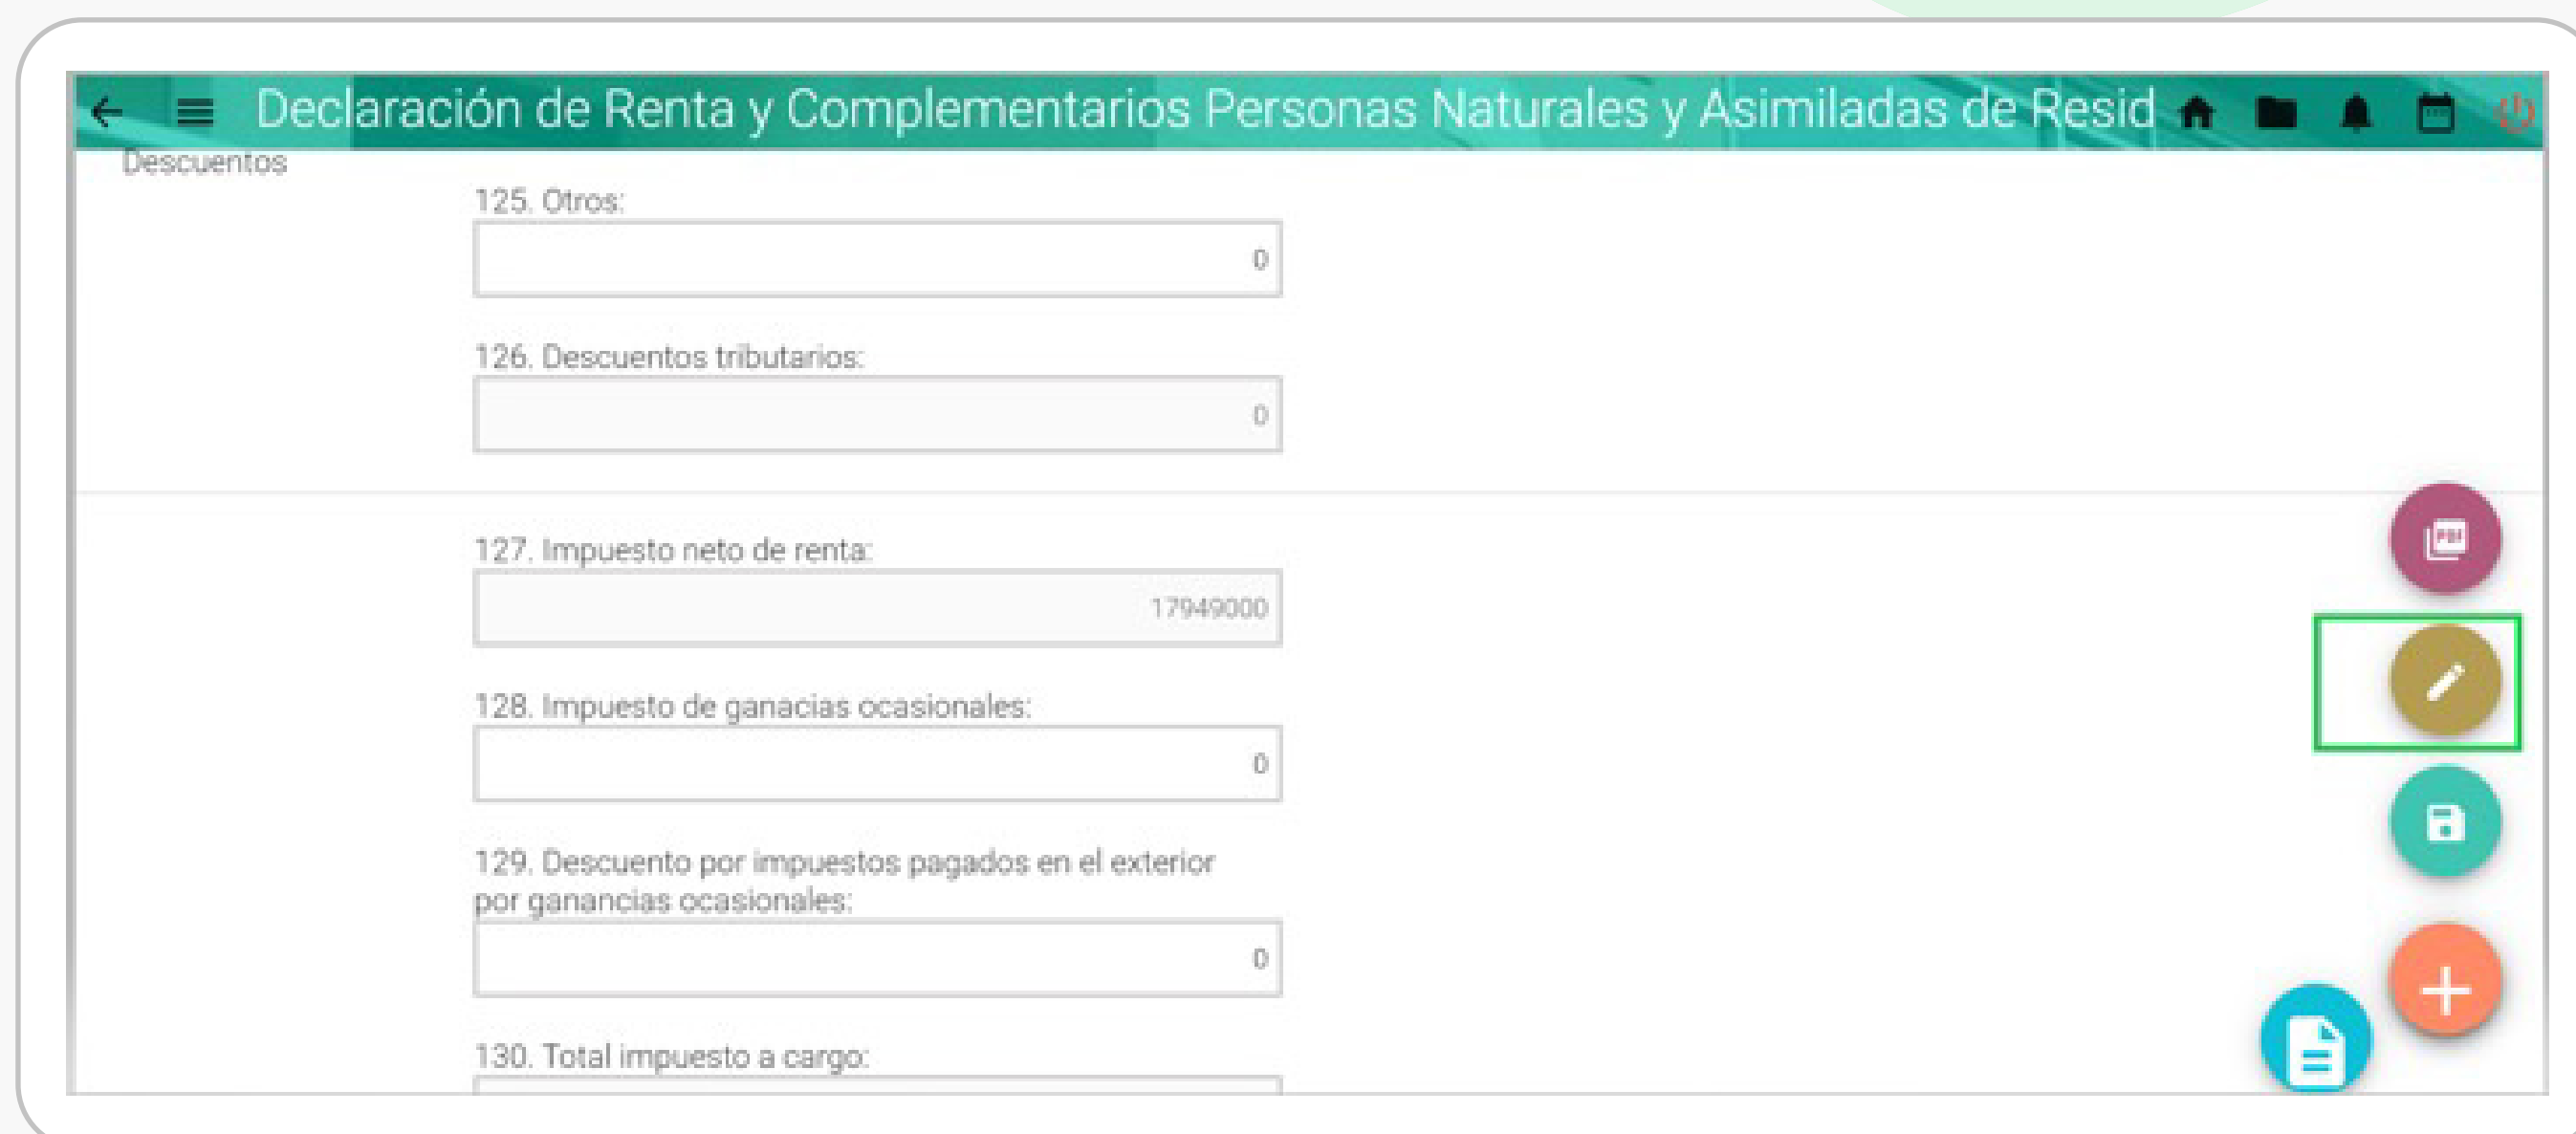 Declaración de Renta y Complementarios Personas Naturales y Asimiladas de Resid
Descuentos
125. Otros:
0
126. Descuentos tributarios:
0
127. Impuesto neto de renta:
17949000
128. Impuesto de ganacias ocasionales:
0
129. Descuento por impuestos pagados en el exterior
por ganancias ocasionales:
0
130. Total impuesto a cargo:
PDF